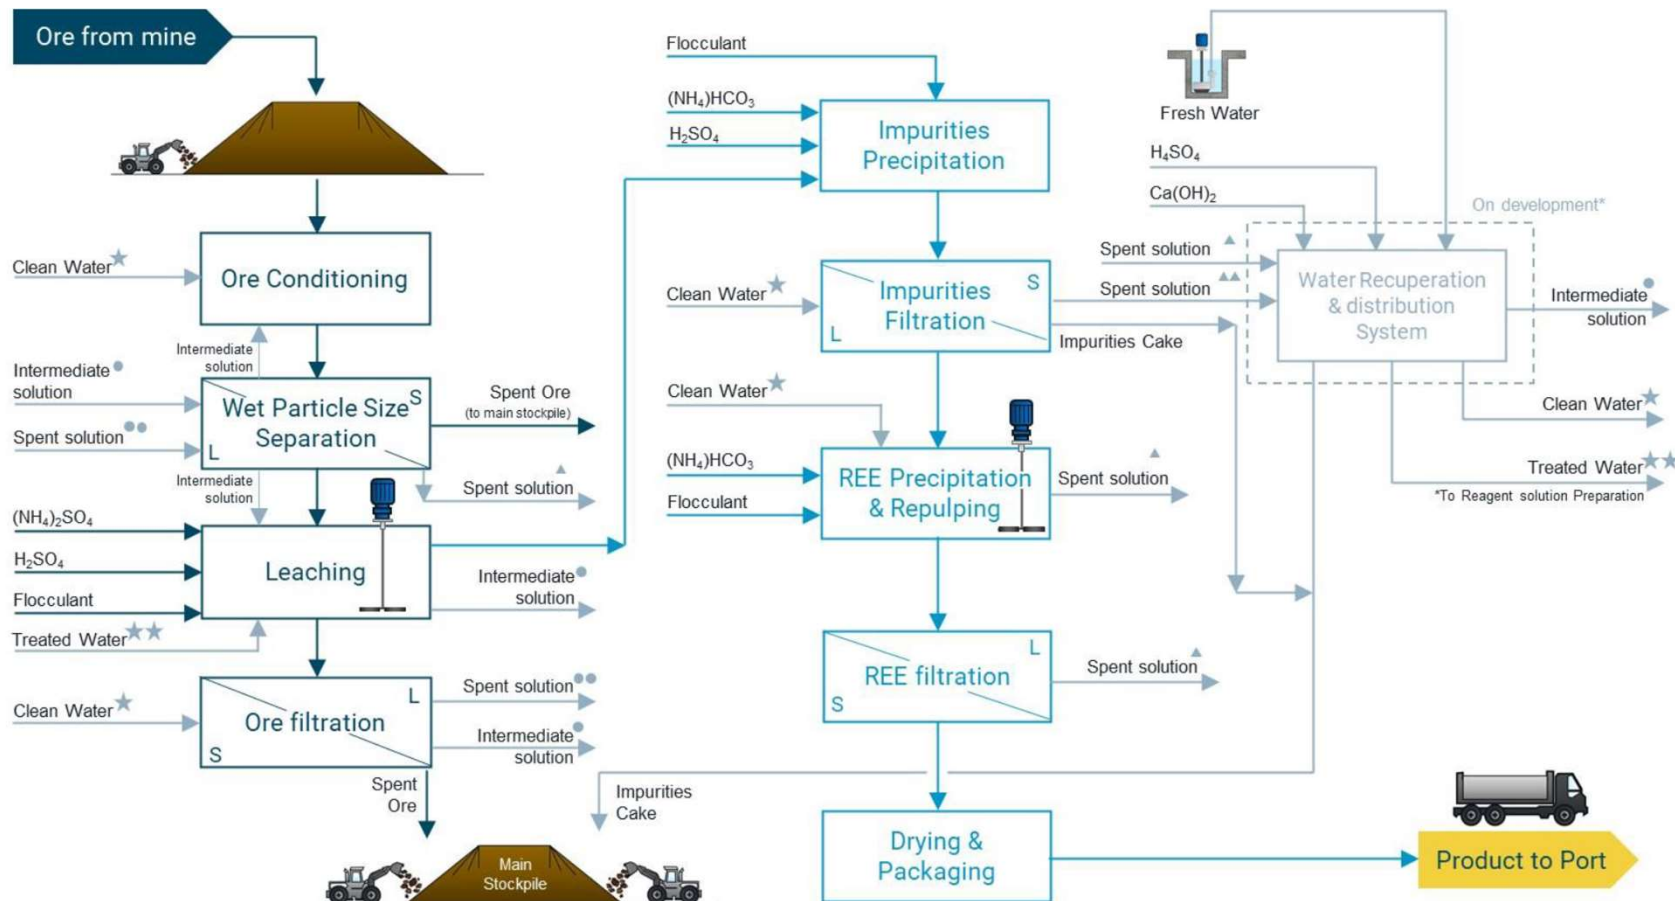 Ore from mine
Clean Water★
Ore Conditioning
Intermediate
solution
Intermediate●
solution
Spent solution●●
Wet Particle Size
Separation
S
L
Spent Ore
(to main stockpile)
Spent solution▲
Intermediate
solution
(NH₄)₂SO₄
H₂SO₄
Flocculant
Treated Water★★
Leaching
Intermediate●
solution
Clean Water★
Ore filtration
L
S
Spent solution●●
Intermediate●
solution
Spent
Ore
Impurities
Cake
Main
Stockpile
Flocculant
(NH₄)HCO₃
H₂SO₄
Impurities
Precipitation
Clean Water★
Impurities
Filtration
S
L
Spent solution▲
Spent solution▲▲
Impurities Cake
Clean Water★
(NH₄)HCO₃
Flocculant
REE Precipitation
& Repulping
Spent solution▲
REE filtration
L
S
Spent solution▲
Drying &
Packaging
Fresh Water
H₄SO₄
Ca(OH)₂
On development*
Water Recuperation
& distribution
System
Intermediate●
solution
Clean Water★
Treated Water★★
*To Reagent solution Preparation
Product to Port